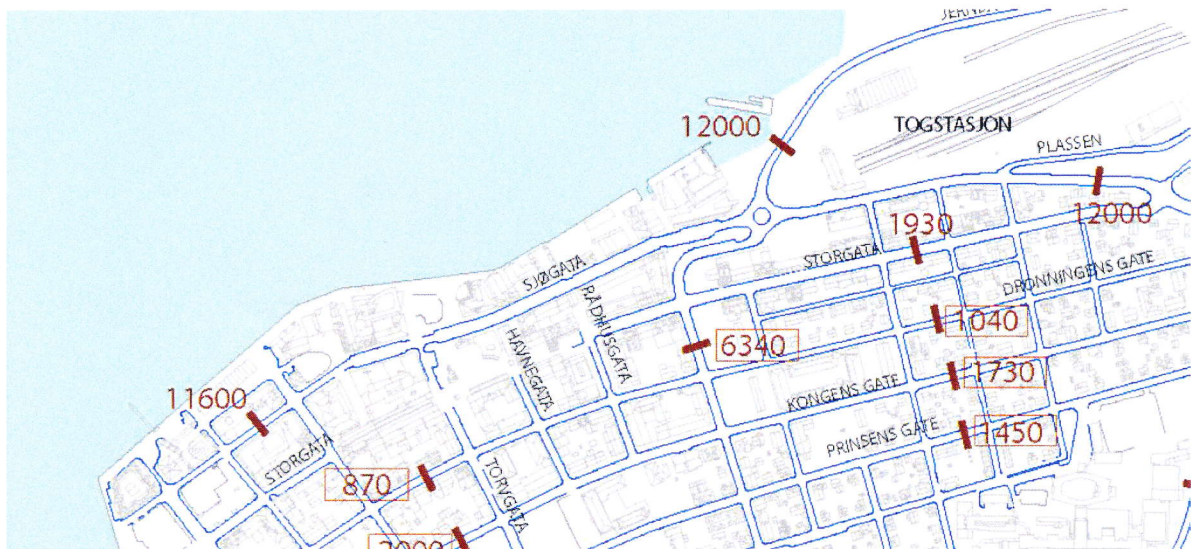 12000
TOGSTASJON
PLASSEN
12000
1930
STORGATA
DRONNINGENS GATE
SJØGATA
RÅDHUSGATA
1040
6340
HAVNEGATA
1730
KONGENS GATE
11600
PRINSENS GATE
1450
STORGATA
870
TORVGATA